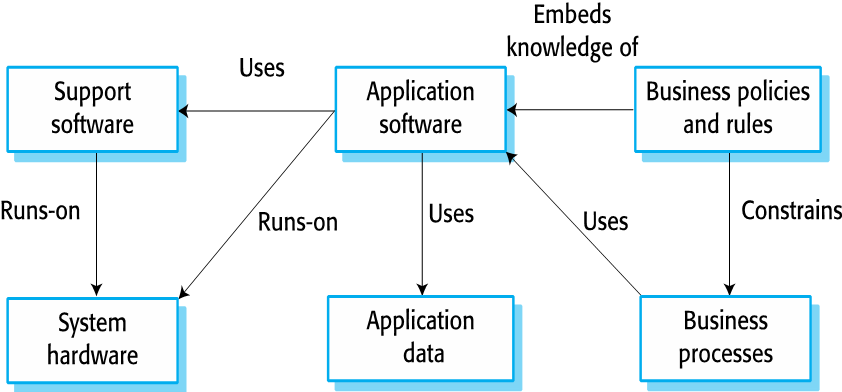 Embeds
knowledge of
Uses
Support
software
Application
software
Business policies
and rules
Runs-on
Runs-on
Uses
Uses
Constrains
System
hardware
Application
data
Business
processes